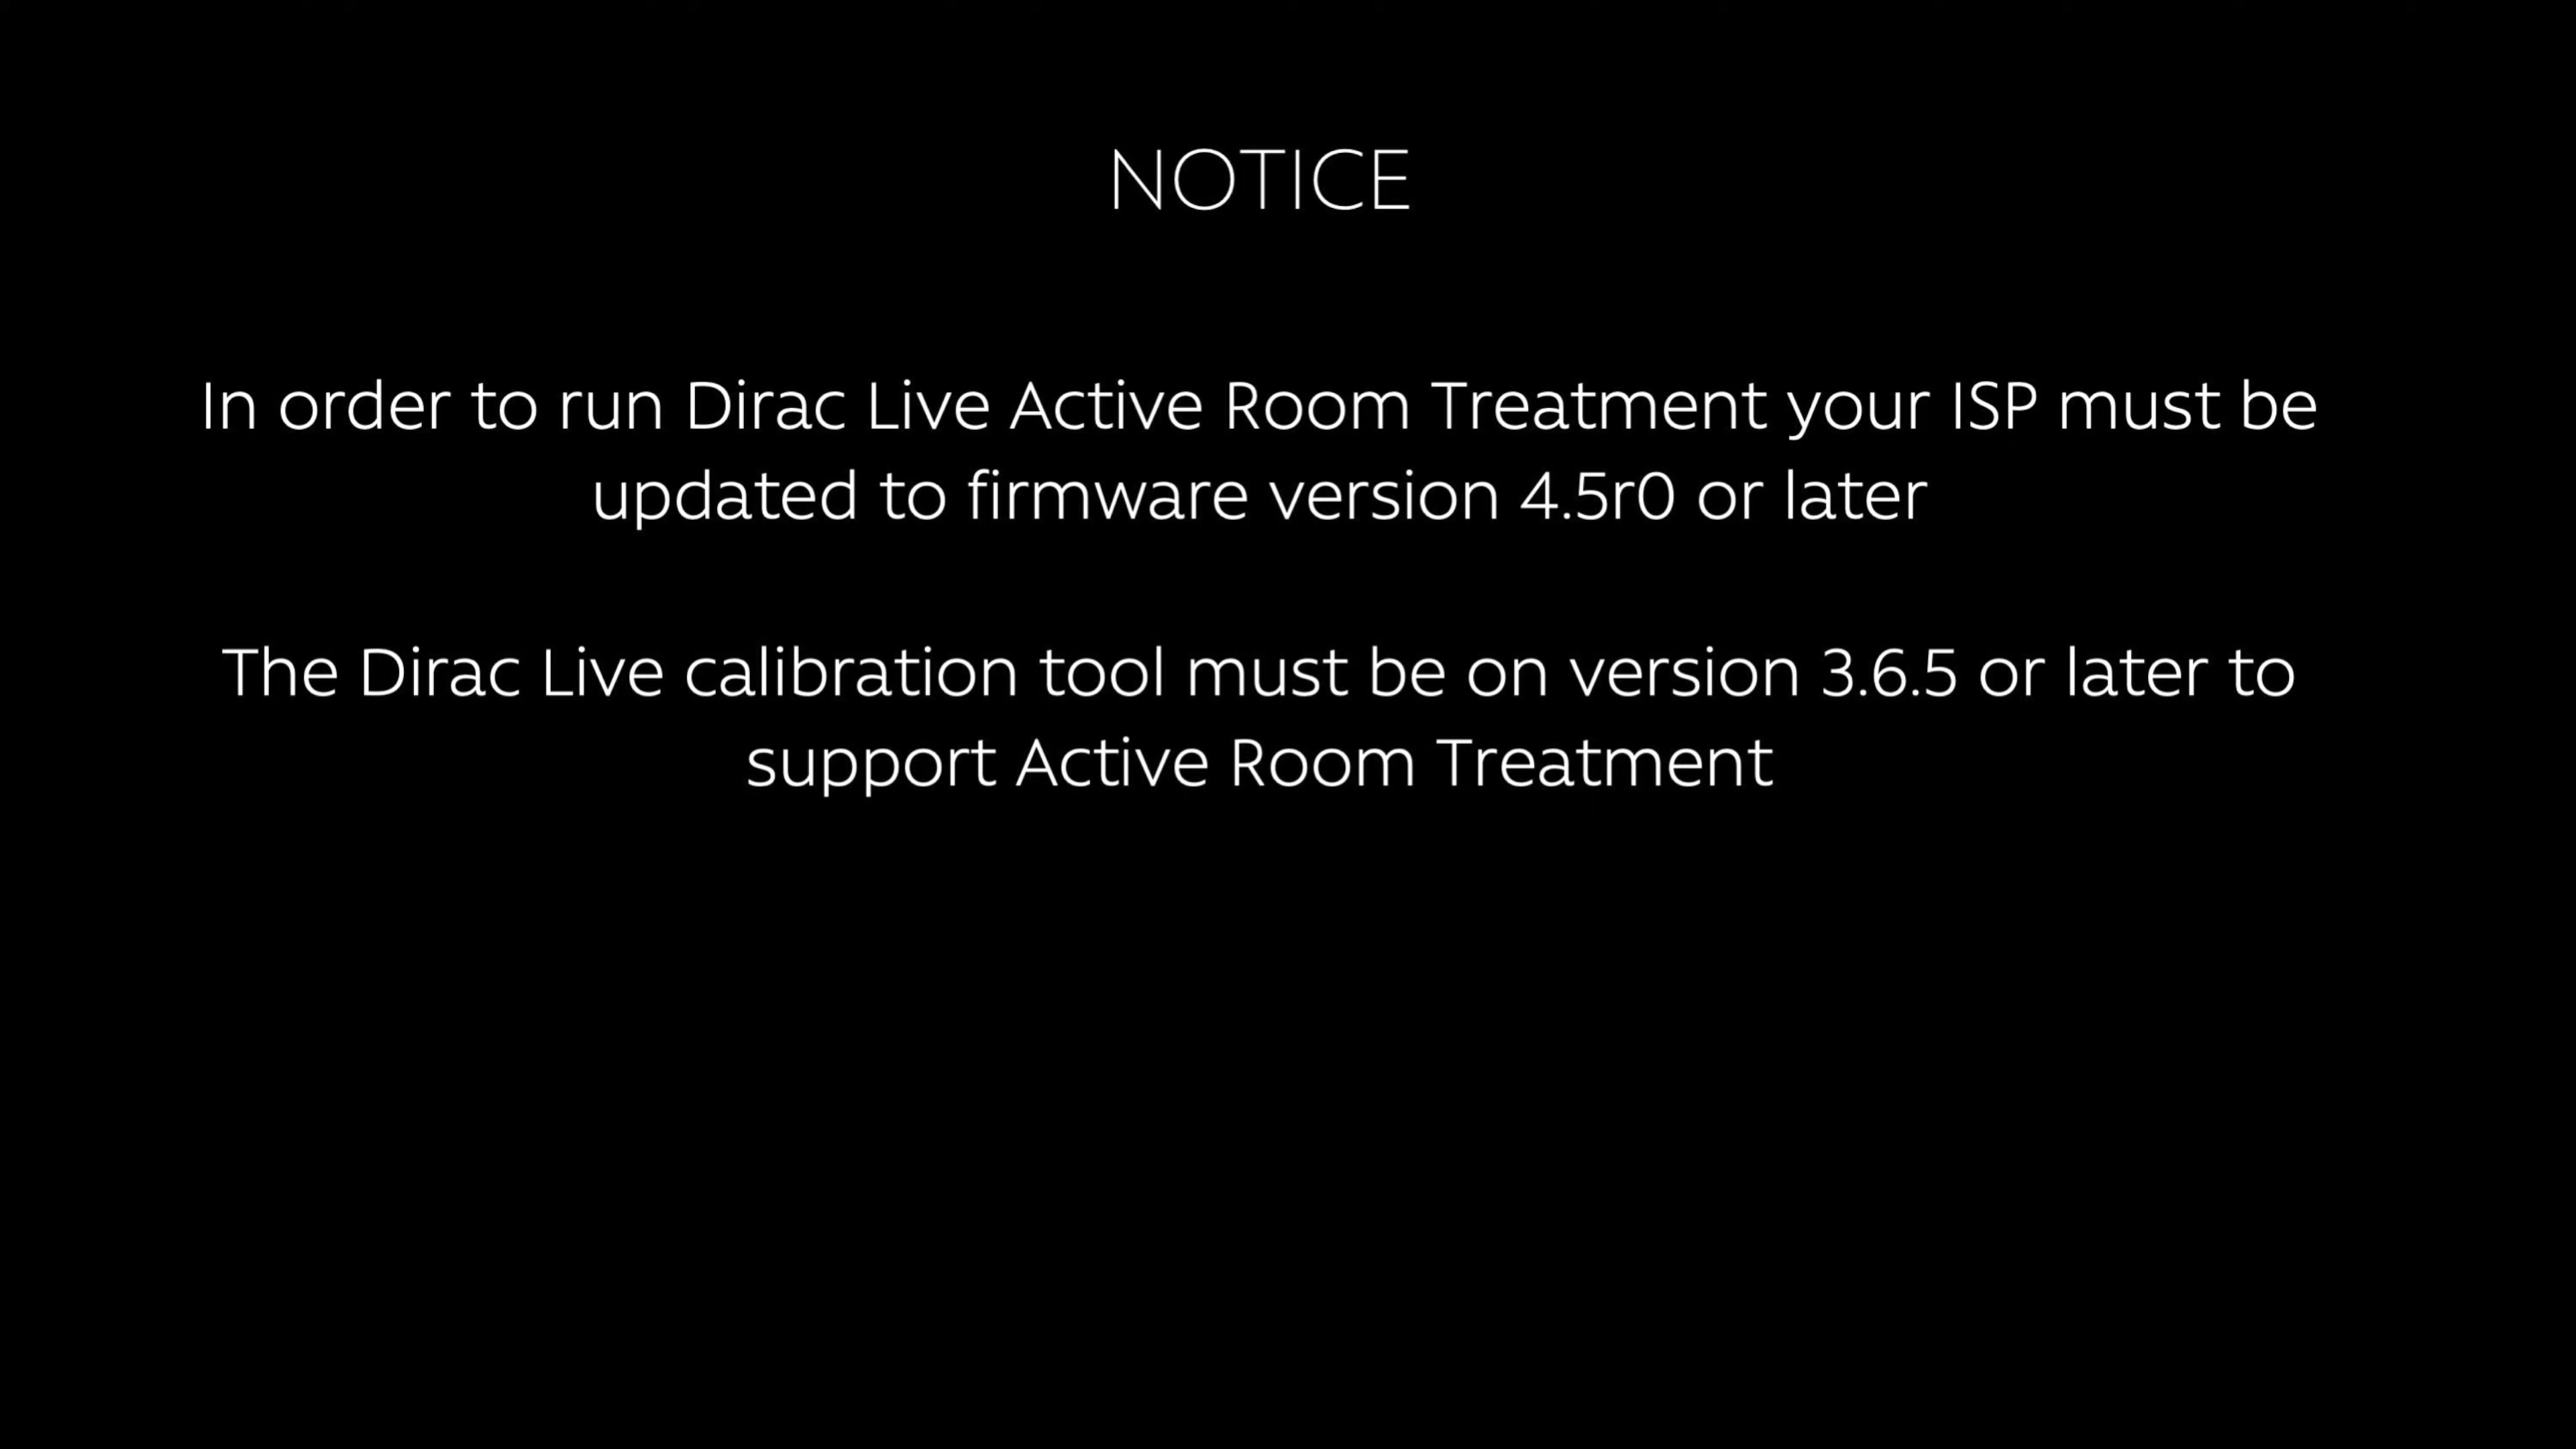 NOTICE
In order to run Dirac Live Active Room Treatment your ISP must be
updated to firmware version 4.5r0 or later
The Dirac Live calibration tool must be on version 3.6.5 or later to
support Active Room Treatment